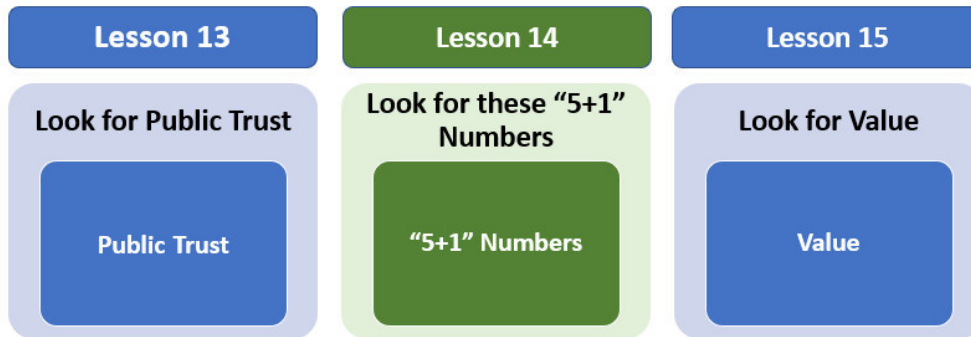 Lesson 13
Lesson 14
Lesson 15
Look for Public Trust
Look for these “5+1”
Numbers
Look for Value
Public Trust
“5+1” Numbers
Value